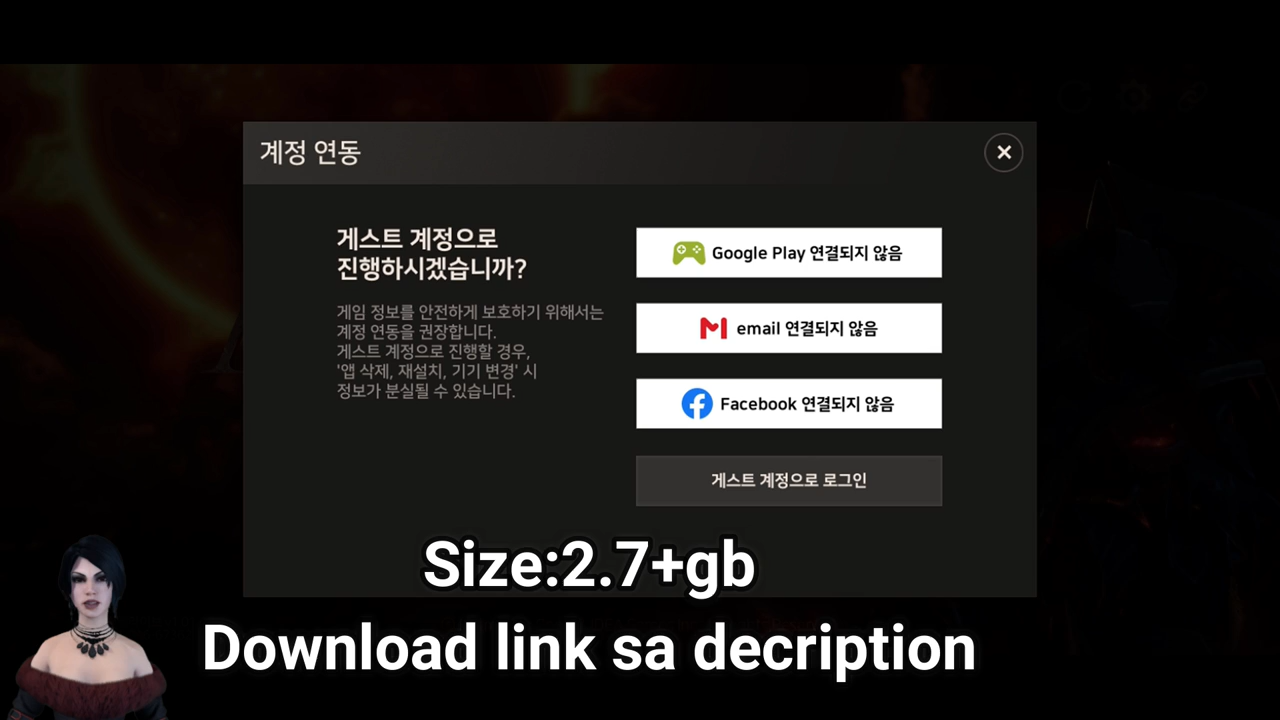 계정 연동
게스트 계정으로
진행하시겠습니까?
게임 정보를 안전하게 보호하기 위해서는
계정 연동을 권장합니다.
게스트 계정으로 진행할 경우,
'앱 삭제, 재설치, 기기 변경' 시
정보가 분실될 수 있습니다.
Google Play 연결되지 않음
email 연결되지 않음
Facebook 연결되지 않음
게스트 계정으로 로그인
Size:2.7+gb
Download link sa decription